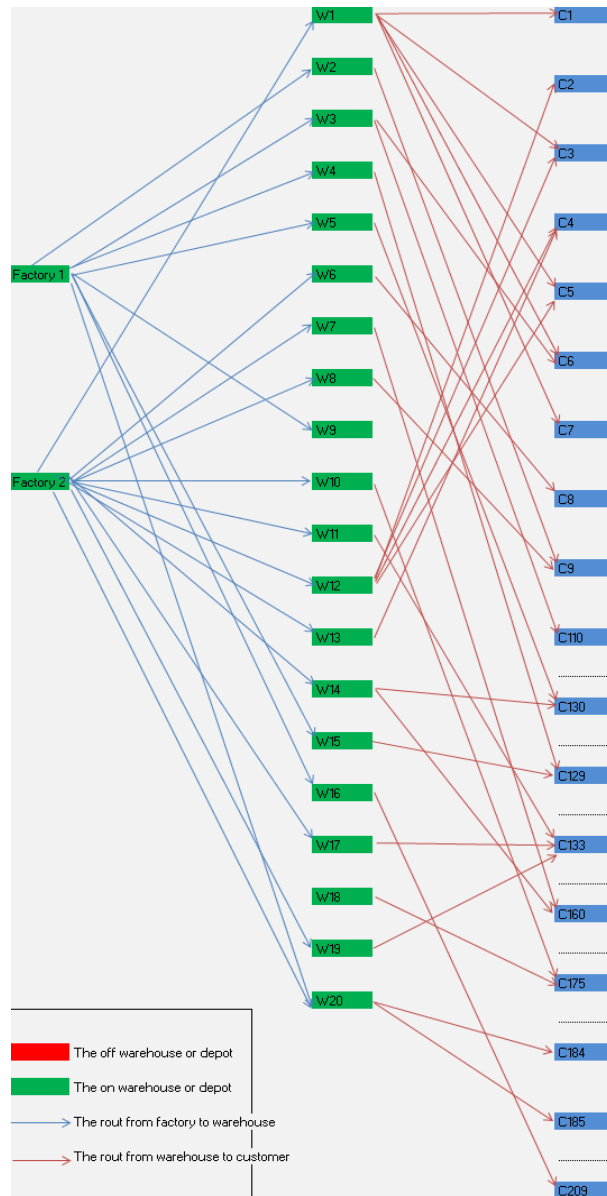 W1
C1
W2
C2
W3
C3
W4
C4
W5
Factory 1
W6
C5
W7
C6
W8
W9
C7
Factory 2
W10
C8
W11
C9
W12
W13
C110
W14
C130
W15
C129
W16
W17
C133
W18
C160
W19
C175
W20
The off warehouse or depot
C184
The on warehouse or depot
The rout from factory to warehouse
C185
The rout from warehouse to customer
C209